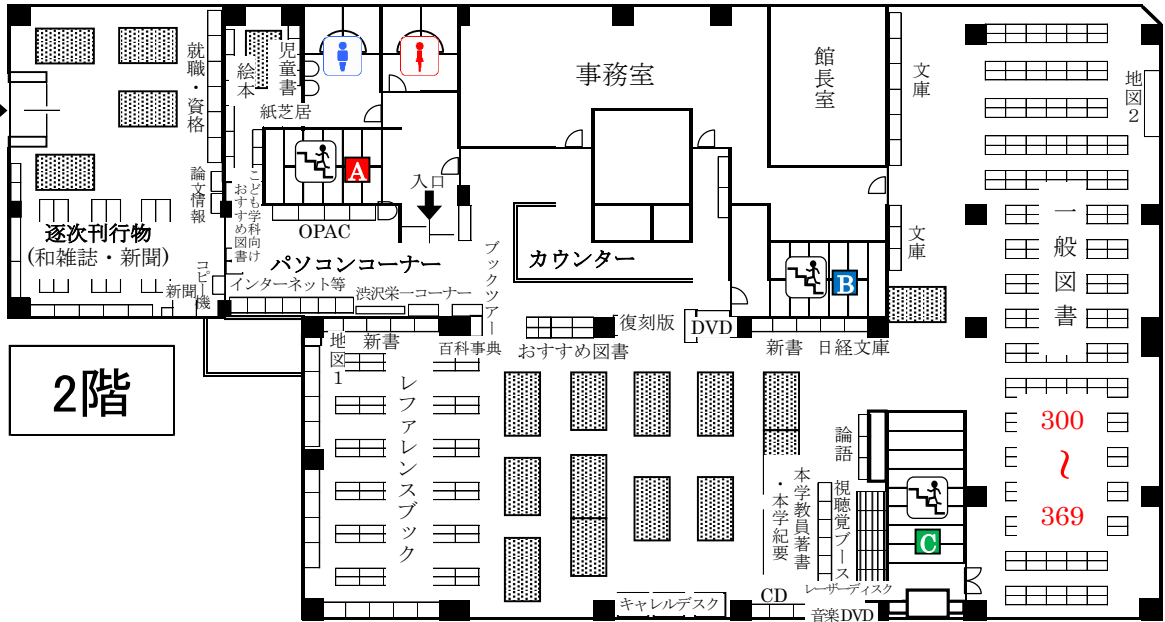 就職・資格
絵本
児童書
紙芝居
事務室
館長室
文庫
地図2
A
論文情報
こども学科向け
おすすめ図書
入口
OPAC
逐次刊行物
(和雑誌・新聞)
パソコンコーナー
カウンター
ブックツアー
文庫
一般図書
B
コピー機
新聞
インターネット等
渋沢栄一コーナー
地図1
新書
百科事典
おすすめ図書
復刻版
DVD
新書
日経文庫
2階
レファレンスブック
論語
300
~
369
本学教員著書
・本学紀要
視聴覚ブース
C
キャレルデスク
CD
レーザーディスク
音楽DVD